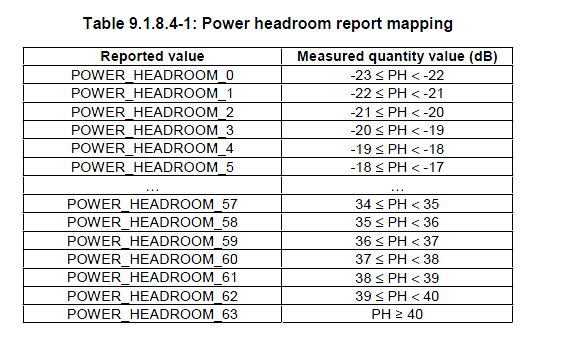 Table 9.1.8.4-1: Power headroom report mapping
Reported value Measured quantity value (dB)
POWER_HEADROOM_0 -23 ≤ PH < -22
POWER_HEADROOM_1 -22 ≤ PH < -21
POWER_HEADROOM_2 -21 ≤ PH < -20
POWER_HEADROOM_3 -20 ≤ PH < -19
POWER_HEADROOM_4 -19 ≤ PH < -18
POWER_HEADROOM_5 -18 ≤ PH < -17
… …
POWER_HEADROOM_57 34 ≤ PH < 35
POWER_HEADROOM_58 35 ≤ PH < 36
POWER_HEADROOM_59 36 ≤ PH < 37
POWER_HEADROOM_60 37 ≤ PH < 38
POWER_HEADROOM_61 38 ≤ PH < 39
POWER_HEADROOM_62 39 ≤ PH < 40
POWER_HEADROOM_63 PH ≥ 40